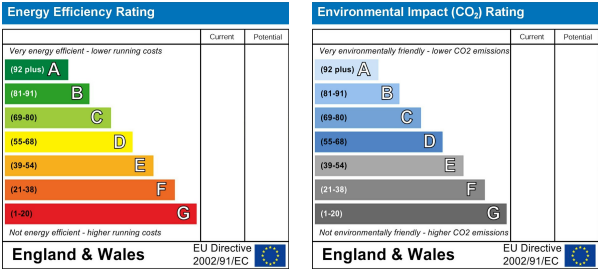 Energy Efficiency Rating
Current Potential
Very energy efficient - lower running costs
(92 plus) A
(81-91) B
(69-80) C
(55-68) D
(39-54) E
(21-38) F
(1-20) G
Not energy efficient - higher running costs
England & Wales
EU Directive
2002/91/EC
Environmental Impact (CO₂) Rating
Current Potential
Very environmentally friendly - lower CO2 emissions
(92 plus) A
(81-91) B
(69-80) C
(55-68) D
(39-54) E
(21-38) F
(1-20) G
Not environmentally friendly - higher CO2 emissions
England & Wales
EU Directive
2002/91/EC